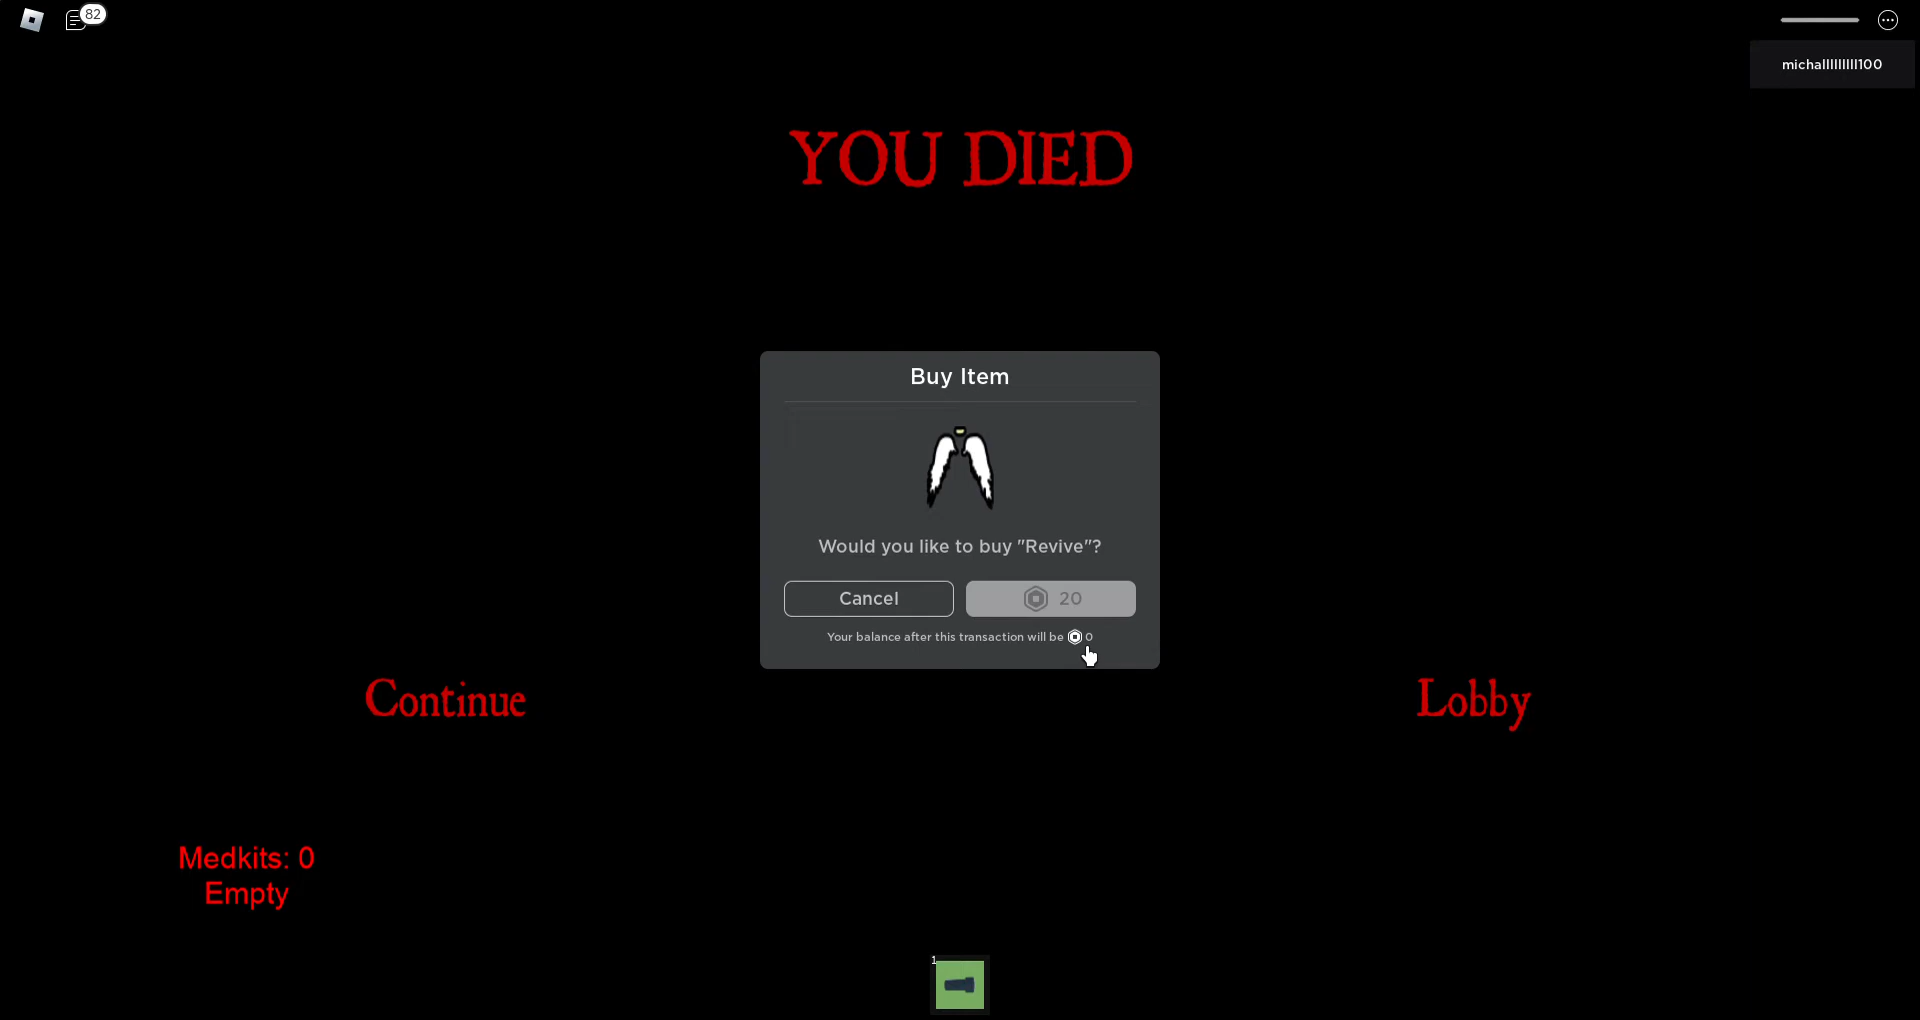 82
michalllllllll100
YOU DIED
Buy Item
Would you like to buy "Revive"?
Cancel
20
Your balance after this transaction will be 0
Continue
Lobby
Medkits: 0
Empty
1